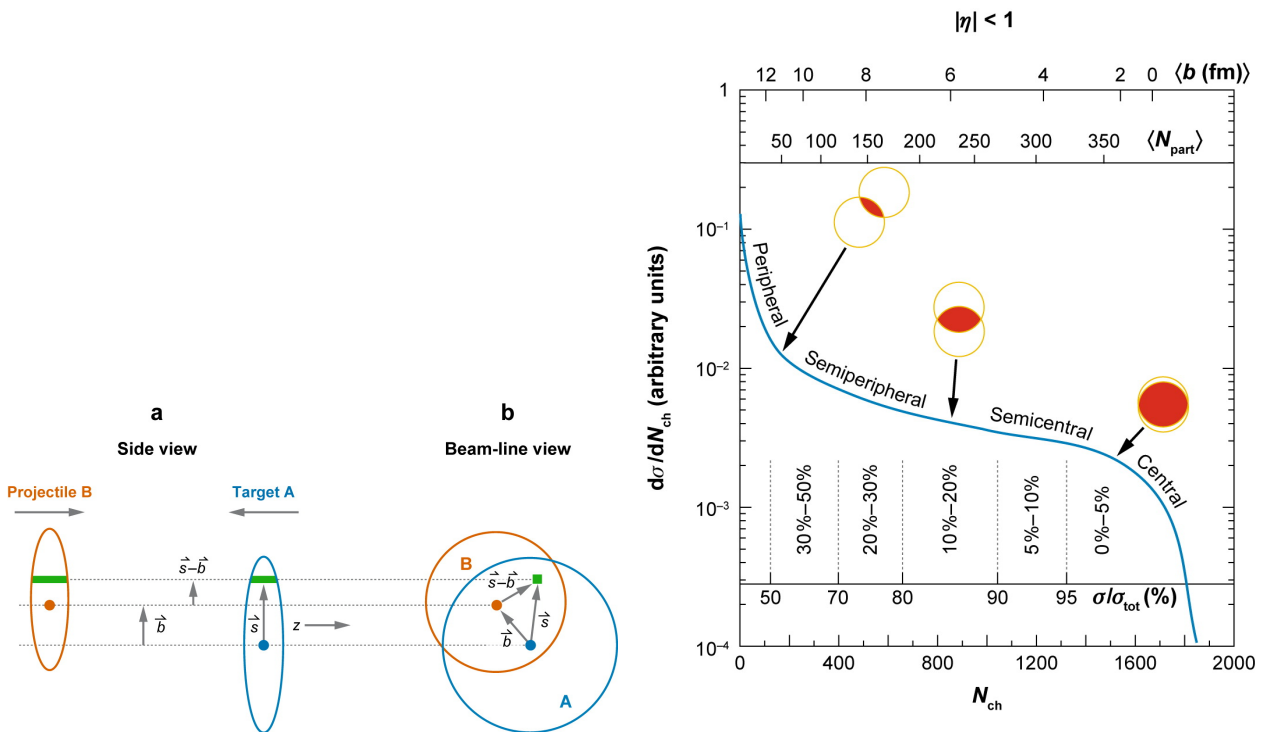 a
Side view
Projectile B
Target A
s⃗–b⃗
b⃗
s⃗
z
b
Beam-line view
B
s⃗–b⃗
b⃗
s⃗
A
|η| < 1
12 10 8 6 4 2 0 ⟨b (fm)⟩
50 100 150 200 250 300 350 ⟨N_part⟩
dσ/dN_ch (arbitrary units)
1
10⁻¹
10⁻²
10⁻³
10⁻⁴
Peripheral
Semiperipheral
Semicentral
Central
30%–50%
20%–30%
10%–20%
5%–10%
0%–5%
50 70 80 90 95 σ/σ_tot (%)
0 400 800 1200 1600 2000
N_ch